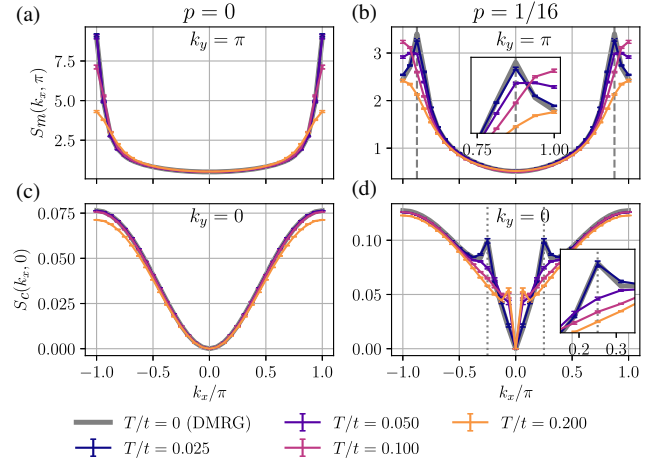 p = 0
p = 1/16
(a)
(b)
k_y = π
k_y = π
S_m(k_x, π)
7.5
5.0
2.5
3
2
1
0.75
1.00
(c)
(d)
k_y = 0
k_y = 0
S_c(k_x, 0)
0.075
0.050
0.025
0.000
0.10
0.05
0.00
0.2
0.3
−1.0
−0.5
0.0
0.5
1.0
−1.0
−0.5
0.0
0.5
1.0
k_x/π
k_x/π
T/t = 0 (DMRG)
T/t = 0.050
T/t = 0.200
T/t = 0.025
T/t = 0.100